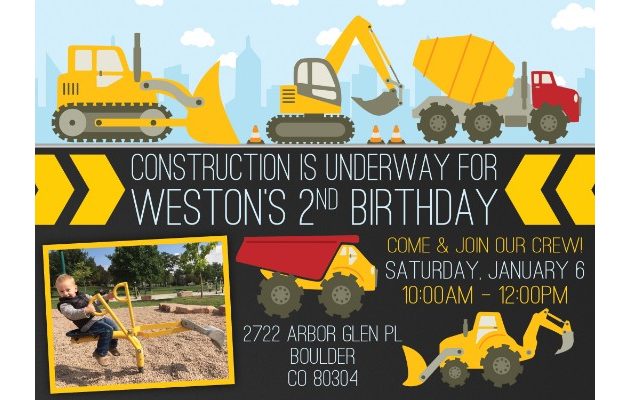 CONSTRUCTION IS UNDERWAY FOR
WESTON'S 2ND BIRTHDAY
COME & JOIN OUR CREW!
SATURDAY, JANUARY 6
10:00AM - 12:00PM
2722 ARBOR GLEN PL
BOULDER
CO 80304